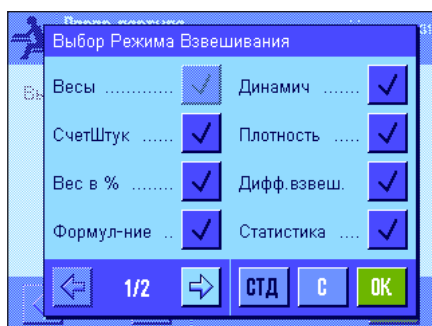 Выбор Режима Взвешивания
Весы .............
Динамич .......
СчетШтук ......
Плотность .....
Вес в % ........
Дифф.взвеш.
Формул-ние ..
Статистика ....
1/2
СТД
C
OK